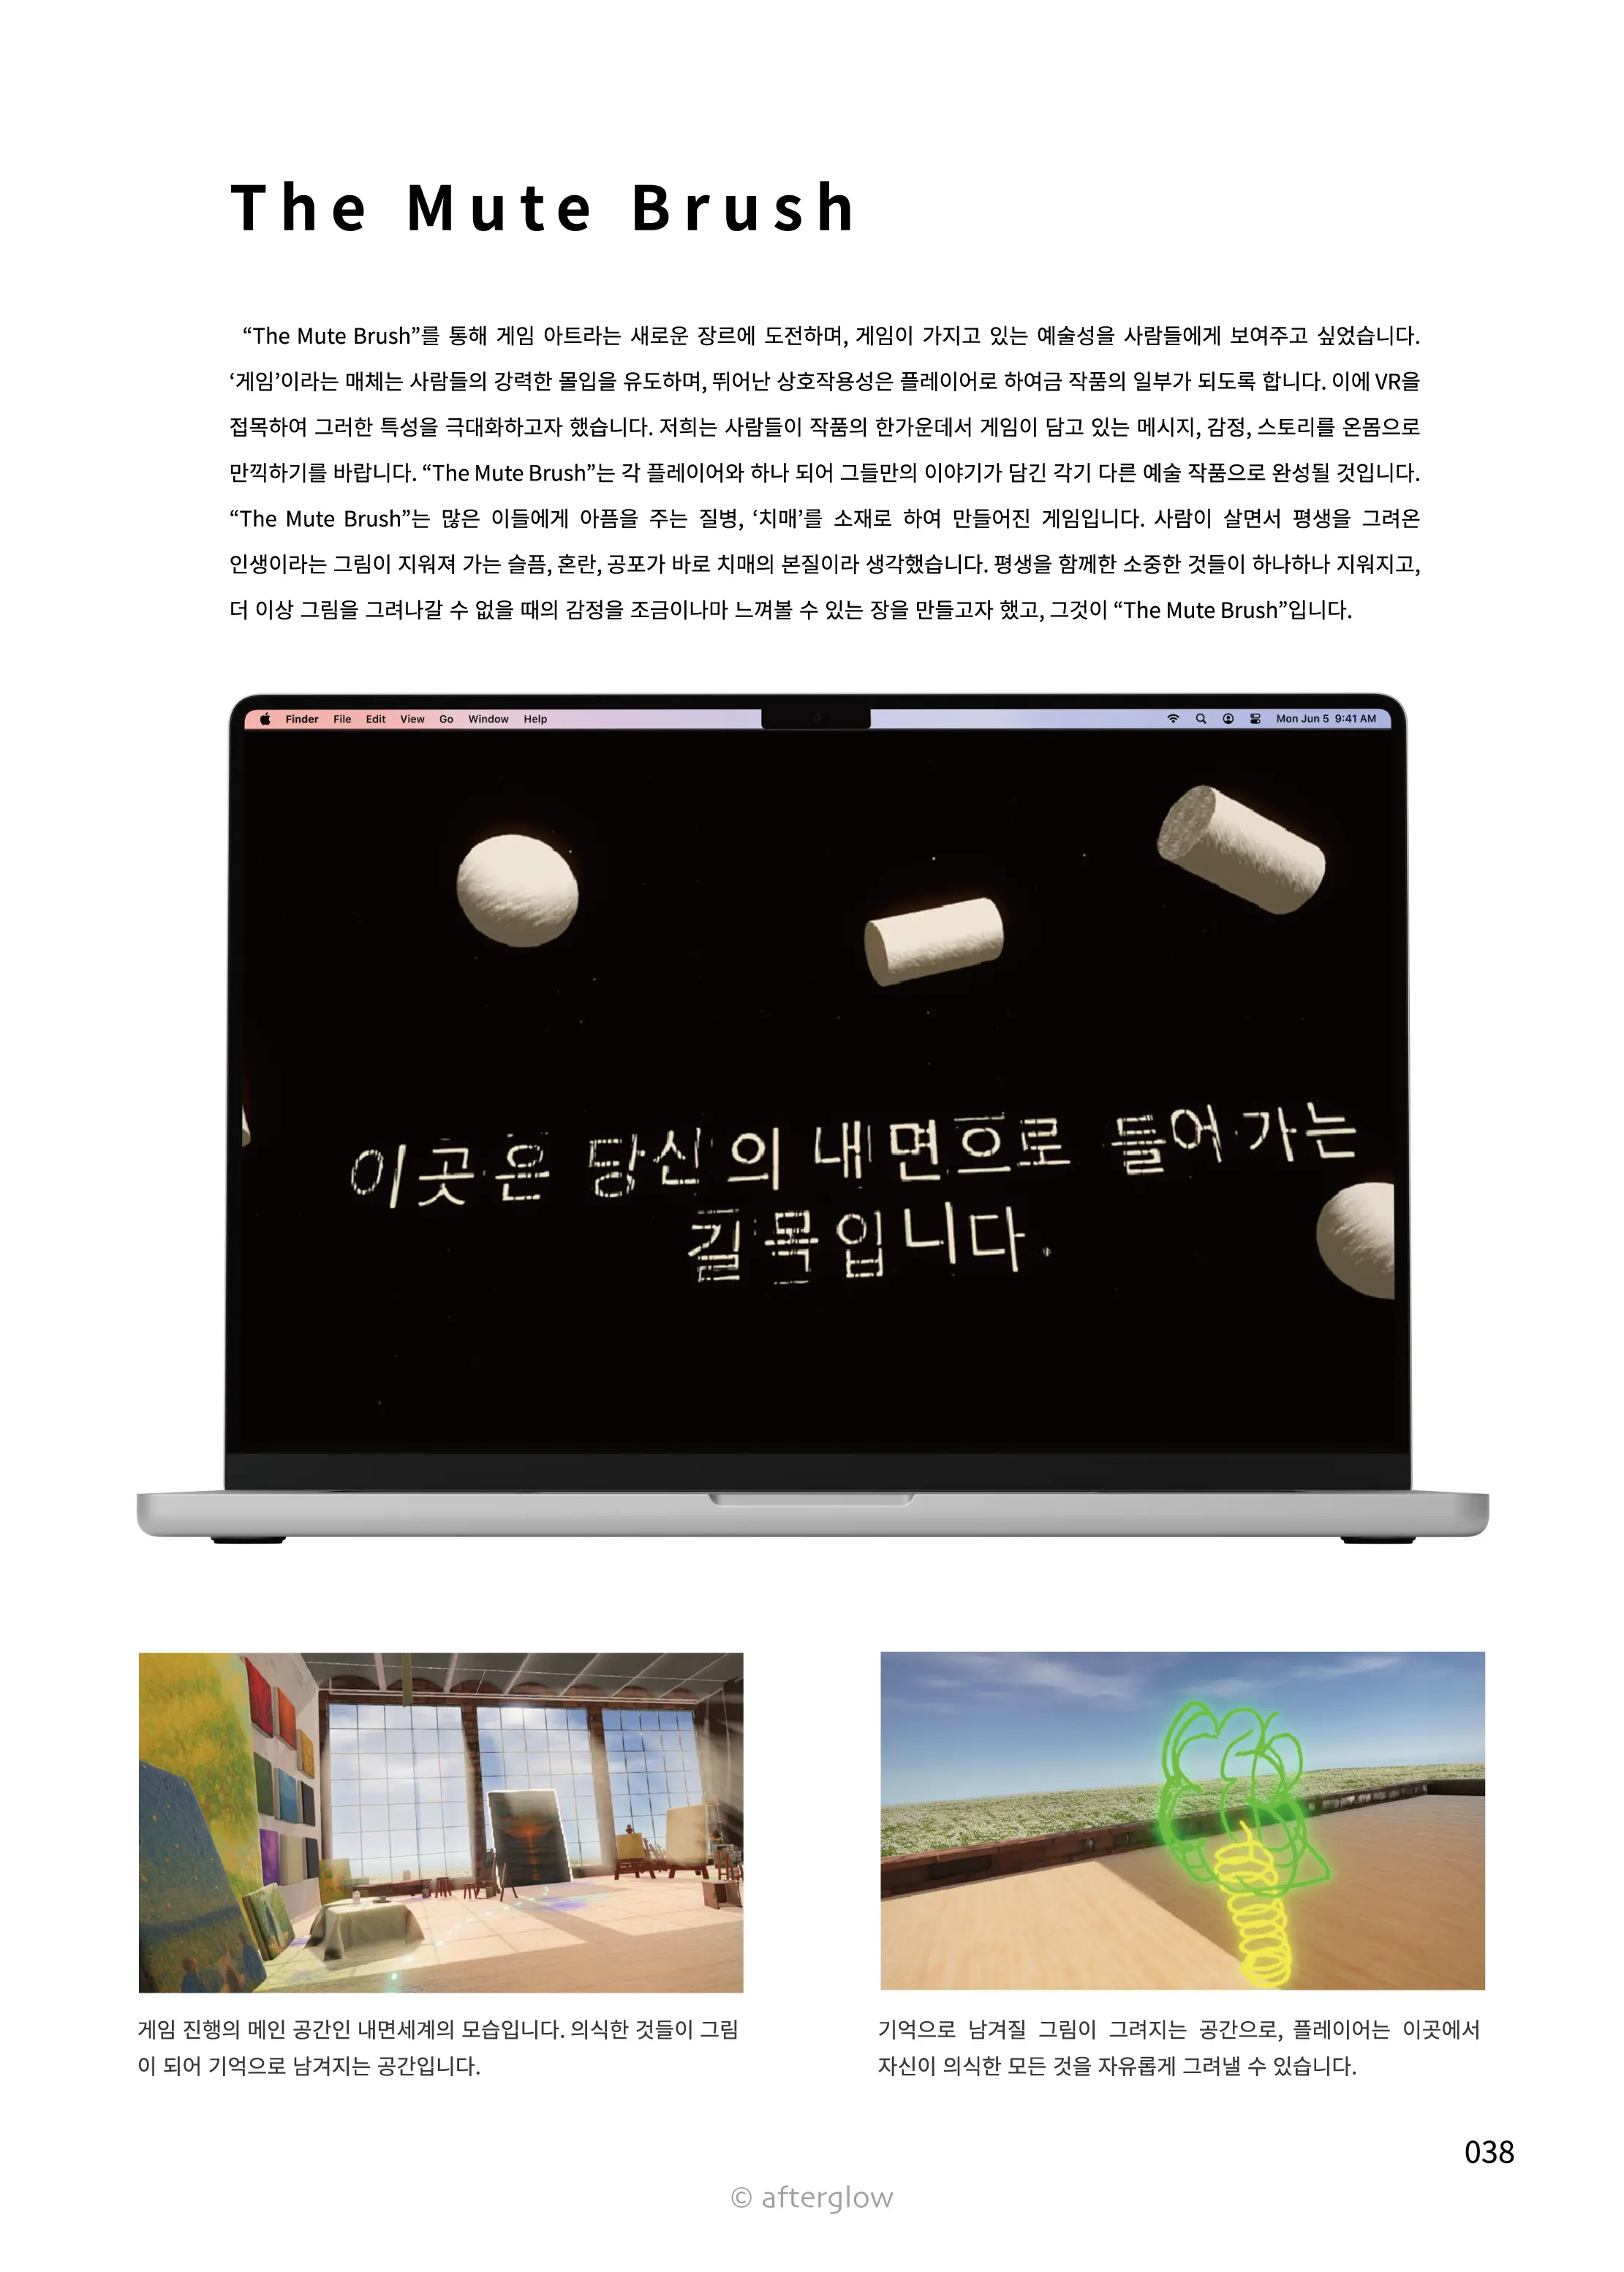 The Mute Brush
“The Mute Brush”를 통해 게임 아트라는 새로운 장르에 도전하며, 게임이 가지고 있는 예술성을 사람들에게 보여주고 싶었습니다.
‘게임’이라는 매체는 사람들의 강력한 몰입을 유도하며, 뛰어난 상호작용성은 플레이어로 하여금 작품의 일부가 되도록 합니다. 이에 VR을
접목하여 그러한 특성을 극대화하고자 했습니다. 저희는 사람들이 작품의 한가운데서 게임이 담고 있는 메시지, 감정, 스토리를 온몸으로
만끽하기를 바랍니다. “The Mute Brush”는 각 플레이어와 하나 되어 그들만의 이야기가 담긴 각기 다른 예술 작품으로 완성될 것입니다.
“The Mute Brush”는 많은 이들에게 아픔을 주는 질병, ‘치매’를 소재로 하여 만들어진 게임입니다. 사람이 살면서 평생을 그려온
인생이라는 그림이 지워져 가는 슬픔, 혼란, 공포가 바로 치매의 본질이라 생각했습니다. 평생을 함께한 소중한 것들이 하나하나 지워지고,
더 이상 그림을 그려나갈 수 없을 때의 감정을 조금이나마 느껴볼 수 있는 장을 만들고자 했고, 그것이 “The Mute Brush”입니다.
Finder File Edit View Go Window Help Mon Jun 5 9:41 AM
이곳은 당신의 내면으로 들어가는
길목입니다.
게임 진행의 메인 공간인 내면세계의 모습입니다. 의식한 것들이 그림
이 되어 기억으로 남겨지는 공간입니다.
기억으로 남겨질 그림이 그려지는 공간으로, 플레이어는 이곳에서
자신이 의식한 모든 것을 자유롭게 그려낼 수 있습니다.
038
© afterglow